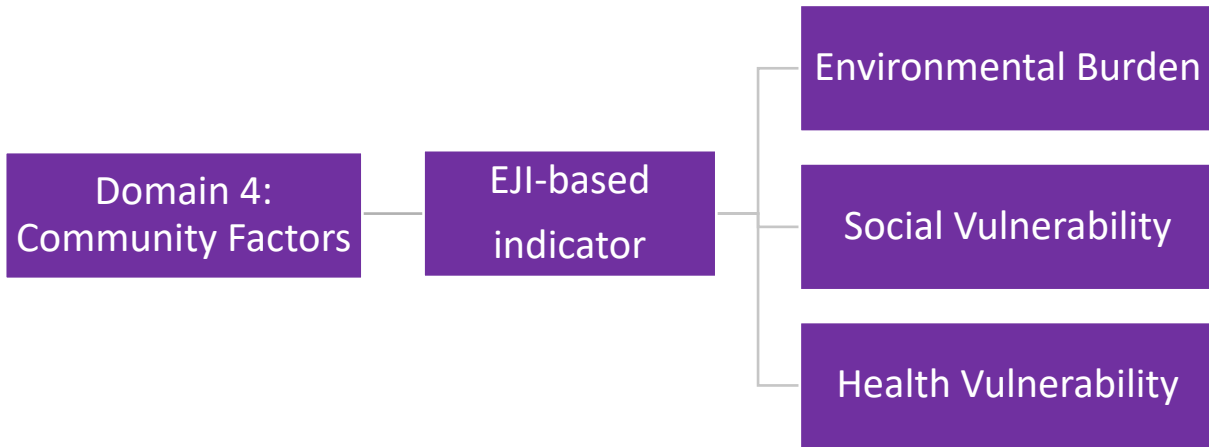 Domain 4:
Community Factors
EJI-based
indicator
Environmental Burden
Social Vulnerability
Health Vulnerability